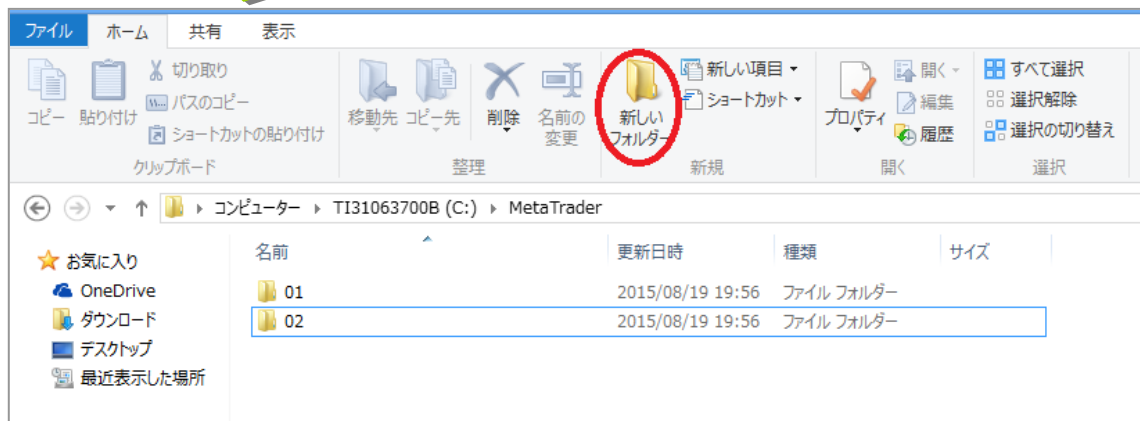 ファイル ホーム 共有 表示
コピー
貼り付け
切り取り
パスのコピー
ショートカットの貼り付け
クリップボード
移動先
コピー先
削除
名前の
変更
整理
新しい
フォルダー
新しい項目
ショートカット
新規
プロパティ
開く
編集
履歴
開く
すべて選択
選択解除
選択の切り替え
選択
コンピューター TI31063700B (C:) MetaTrader
お気に入り
OneDrive
ダウンロード
デスクトップ
最近表示した場所
名前 更新日時 種類 サイズ
01 2015/08/19 19:56 ファイル フォルダー
02 2015/08/19 19:56 ファイル フォルダー